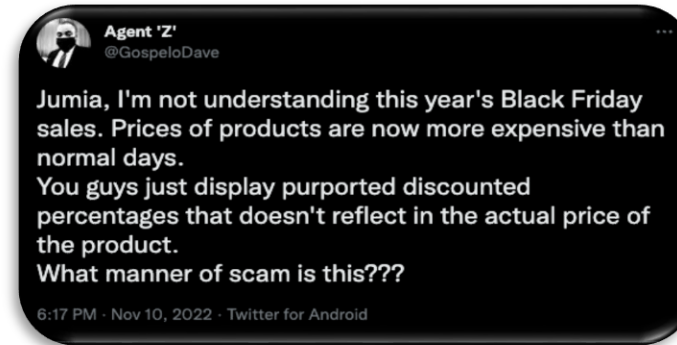 Agent 'Z'
@GospeloDave
Jumia, I'm not understanding this year's Black Friday
sales. Prices of products are now more expensive than
normal days.
You guys just display purported discounted
percentages that doesn't reflect in the actual price of
the product.
What manner of scam is this???
6:17 PM · Nov 10, 2022 · Twitter for Android